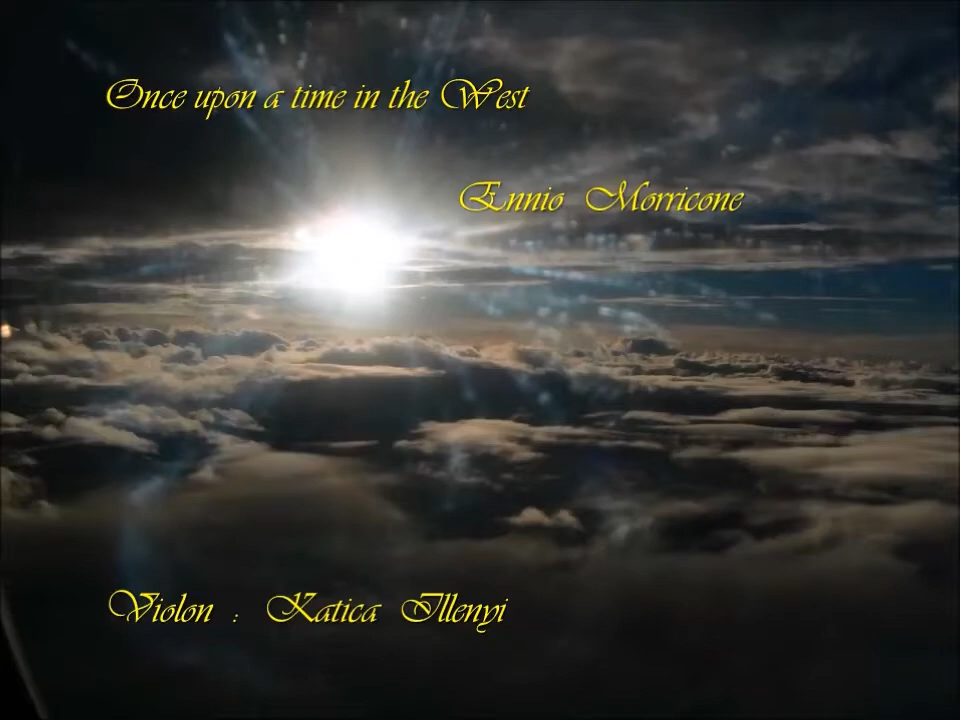 Once upon a time in the West
Ennio Morricone
Violon : Katica Illenyi